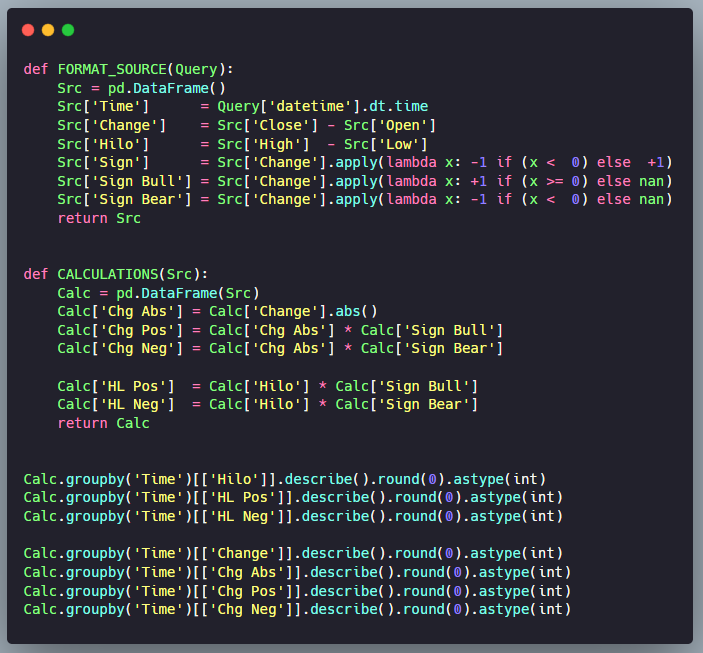 def FORMAT_SOURCE(Query):
    Src = pd.DataFrame()
    Src['Time']      = Query['datetime'].dt.time
    Src['Change']    = Src['Close'] - Src['Open']
    Src['Hilo']      = Src['High']  - Src['Low']
    Src['Sign']      = Src['Change'].apply(lambda x: -1 if (x <  0) else  +1)
    Src['Sign Bull'] = Src['Change'].apply(lambda x: +1 if (x >= 0) else nan)
    Src['Sign Bear'] = Src['Change'].apply(lambda x: -1 if (x <  0) else nan)
    return Src

def CALCULATIONS(Src):
    Calc = pd.DataFrame(Src)
    Calc['Chg Abs'] = Calc['Change'].abs()
    Calc['Chg Pos'] = Calc['Chg Abs'] * Calc['Sign Bull']
    Calc['Chg Neg'] = Calc['Chg Abs'] * Calc['Sign Bear']

    Calc['HL Pos']  = Calc['Hilo'] * Calc['Sign Bull']
    Calc['HL Neg']  = Calc['Hilo'] * Calc['Sign Bear']
    return Calc

Calc.groupby('Time')[['Hilo']].describe().round(0).astype(int)
Calc.groupby('Time')[['HL Pos']].describe().round(0).astype(int)
Calc.groupby('Time')[['HL Neg']].describe().round(0).astype(int)

Calc.groupby('Time')[['Change']].describe().round(0).astype(int)
Calc.groupby('Time')[['Chg Abs']].describe().round(0).astype(int)
Calc.groupby('Time')[['Chg Pos']].describe().round(0).astype(int)
Calc.groupby('Time')[['Chg Neg']].describe().round(0).astype(int)